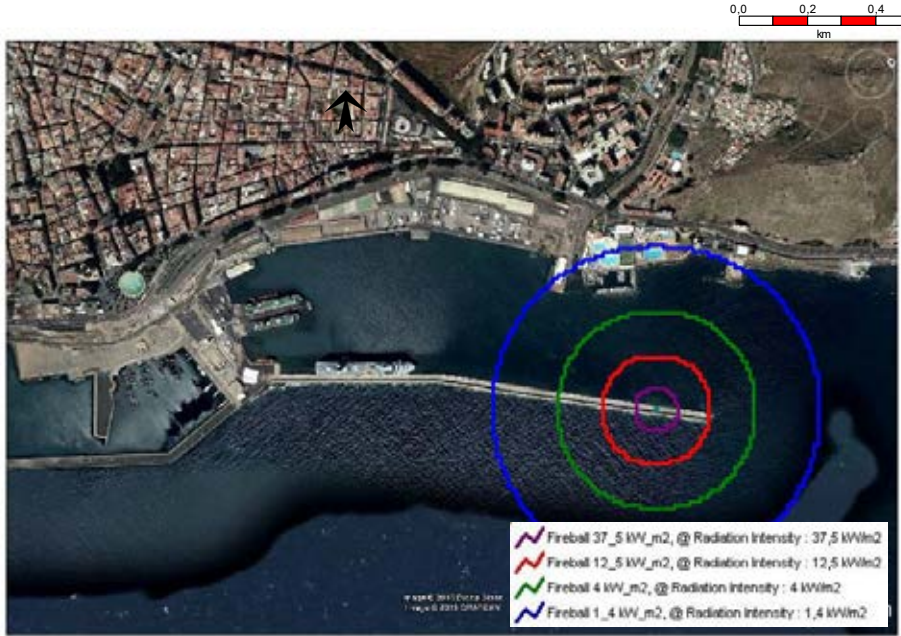 0,0 0,2 0,4
km
Fireball 37_5 kW_m2, @ Radiation Intensity : 37,5 kW/m2
Fireball 12_5 kW_m2, @ Radiation Intensity : 12,5 kW/m2
Fireball 4 kW_m2, @ Radiation Intensity : 4 kW/m2
Fireball 1_4 kW_m2, @ Radiation Intensity : 1,4 kW/m2